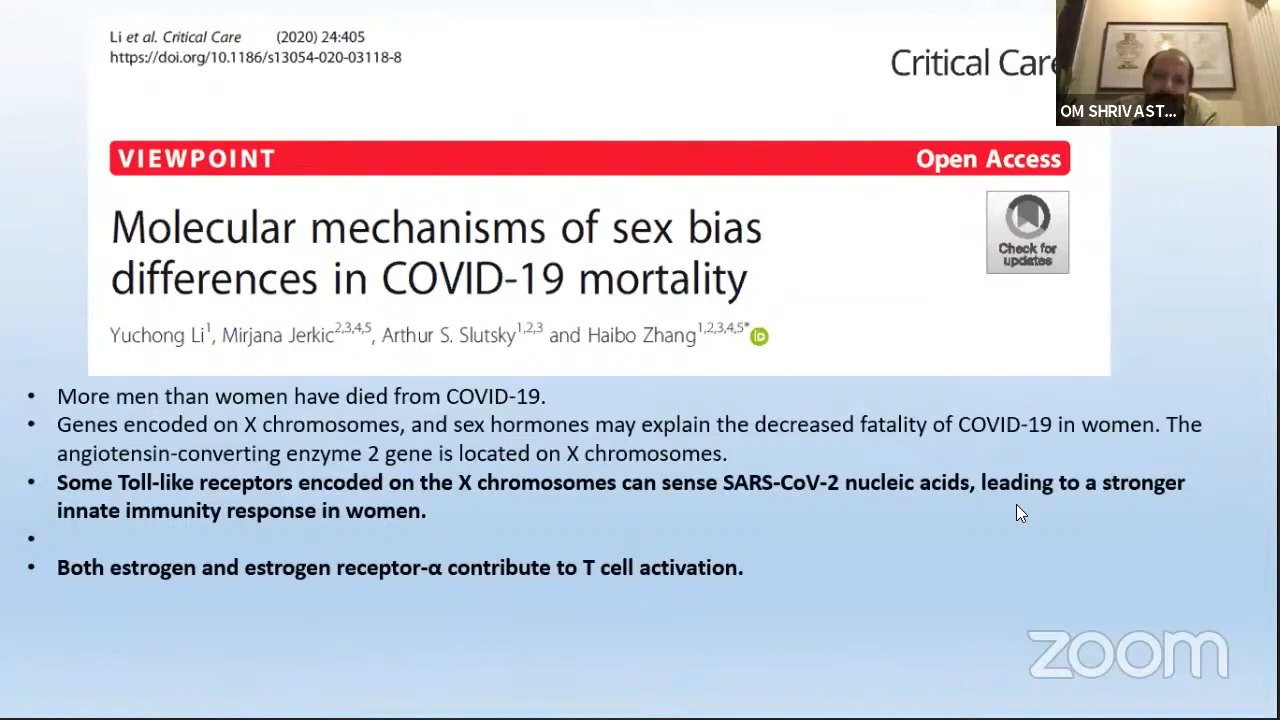 Li et al. Critical Care (2020) 24:405
https://doi.org/10.1186/s13054-020-03118-8
Critical Care
OM SHRIVAST...
VIEWPOINT
Open Access
Molecular mechanisms of sex bias
differences in COVID-19 mortality
Check for
updates
Yuchong Li1, Mirjana Jerkic2,3,4,5, Arthur S. Slutsky1,2,3 and Haibo Zhang1,2,3,4,5* iD
• More men than women have died from COVID-19.
• Genes encoded on X chromosomes, and sex hormones may explain the decreased fatality of COVID-19 in women. The
angiotensin-converting enzyme 2 gene is located on X chromosomes.
• Some Toll-like receptors encoded on the X chromosomes can sense SARS-CoV-2 nucleic acids, leading to a stronger
innate immunity response in women.
•
• Both estrogen and estrogen receptor-α contribute to T cell activation.
zoom